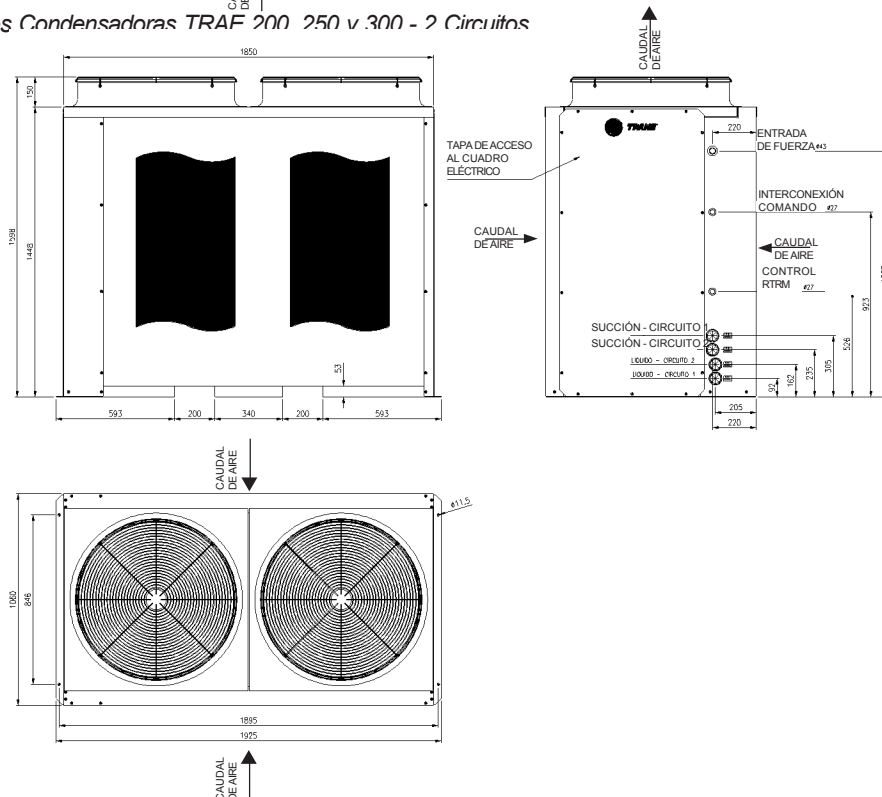 s Condensadoras TRAE 200, 250 y 300 - 2 Circuitos
1850
150
1598
1448
53
593
200
340
200
593
CAUDAL
DE AIRE
TRANE
TAPA DE ACCESO
AL CUADRO
ELÉCTRICO
CAUDAL
DE AIRE
220
ENTRADA
DE FUERZA ø43
INTERCONEXIÓN
COMANDO ø27
CAUDAL
DE AIRE
CONTROL
RTRM ø27
SUCCIÓN - CIRCUITO 1
SUCCIÓN - CIRCUITO 2
LIQUIDO - CIRCUITO 2
LIQUIDO - CIRCUITO 1
92
162
235
305
526
923
205
220
CAUDAL
DE AIRE
ø11,5
1060
846
1895
1925
CAUDAL
DE AIRE